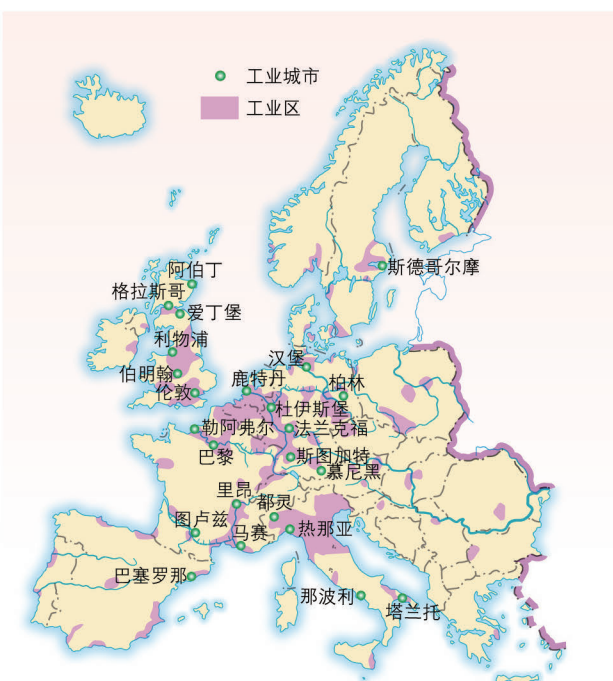 工业城市
工业区
斯德哥尔摩
阿伯丁
格拉斯哥
爱丁堡
利物浦
汉堡
伯明翰
鹿特丹
柏林
伦敦
杜伊斯堡
勒阿弗尔
法兰克福
巴黎
斯图加特
慕尼黑
里昂
都灵
图卢兹
马赛
热那亚
巴塞罗那
那波利
塔兰托